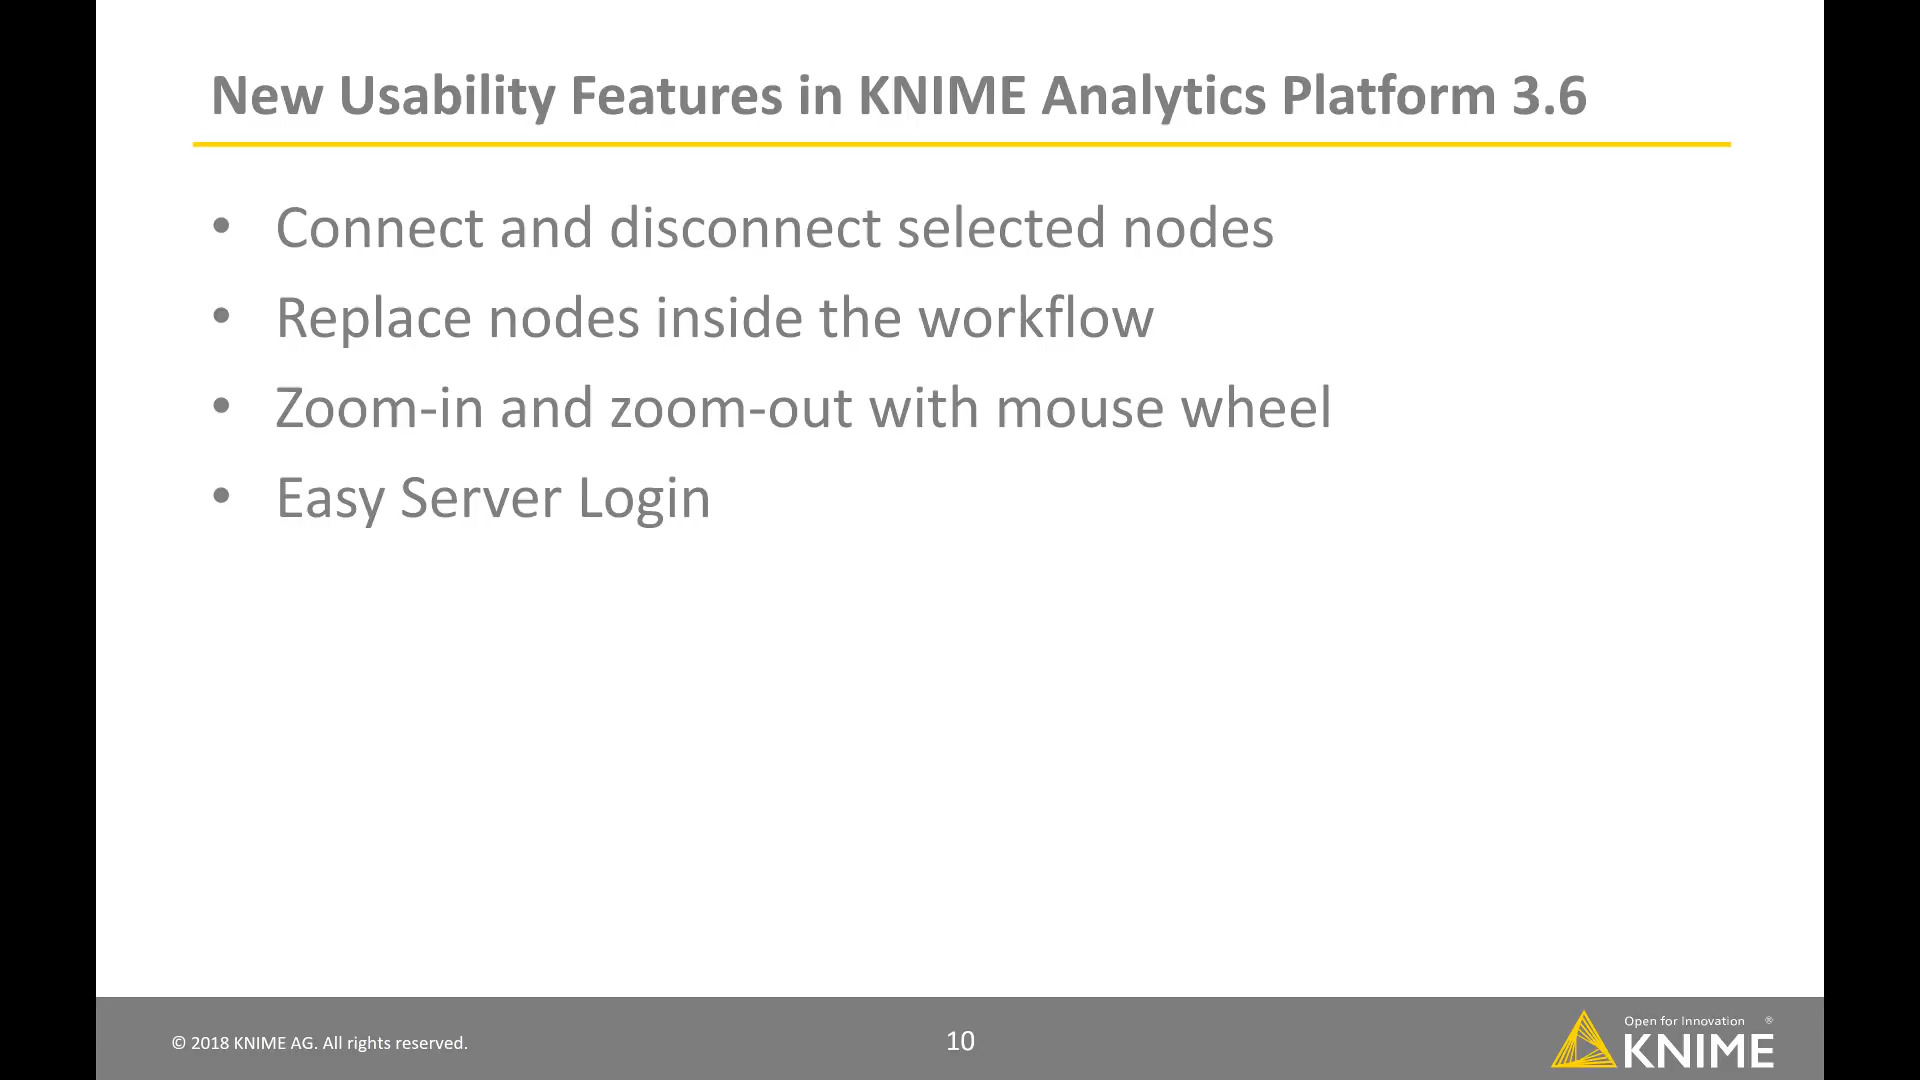 New Usability Features in KNIME Analytics Platform 3.6
• Connect and disconnect selected nodes
• Replace nodes inside the workflow
• Zoom-in and zoom-out with mouse wheel
• Easy Server Login
© 2018 KNIME AG. All rights reserved.
10
Open for Innovation ®
KNIME